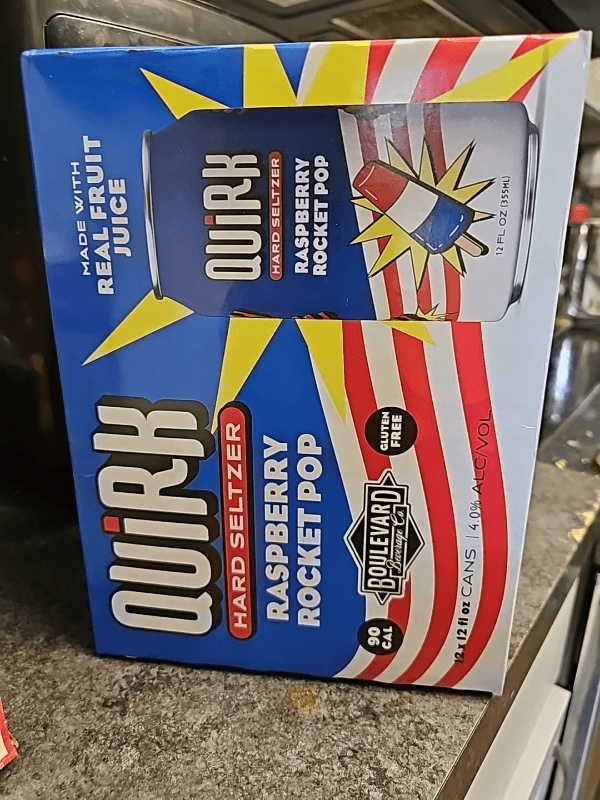 MADE WITH
REAL FRUIT
JUICE
QUiRK
HARD SELTZER
RASPBERRY
ROCKET POP
12 FL OZ (355ML)
QUiRK
HARD SELTZER
RASPBERRY
ROCKET POP
90
CAL
BOULEVARD
Beverage Co.
GLUTEN
FREE
12 x 12 fl oz CANS | 4.0% ALC/VOL